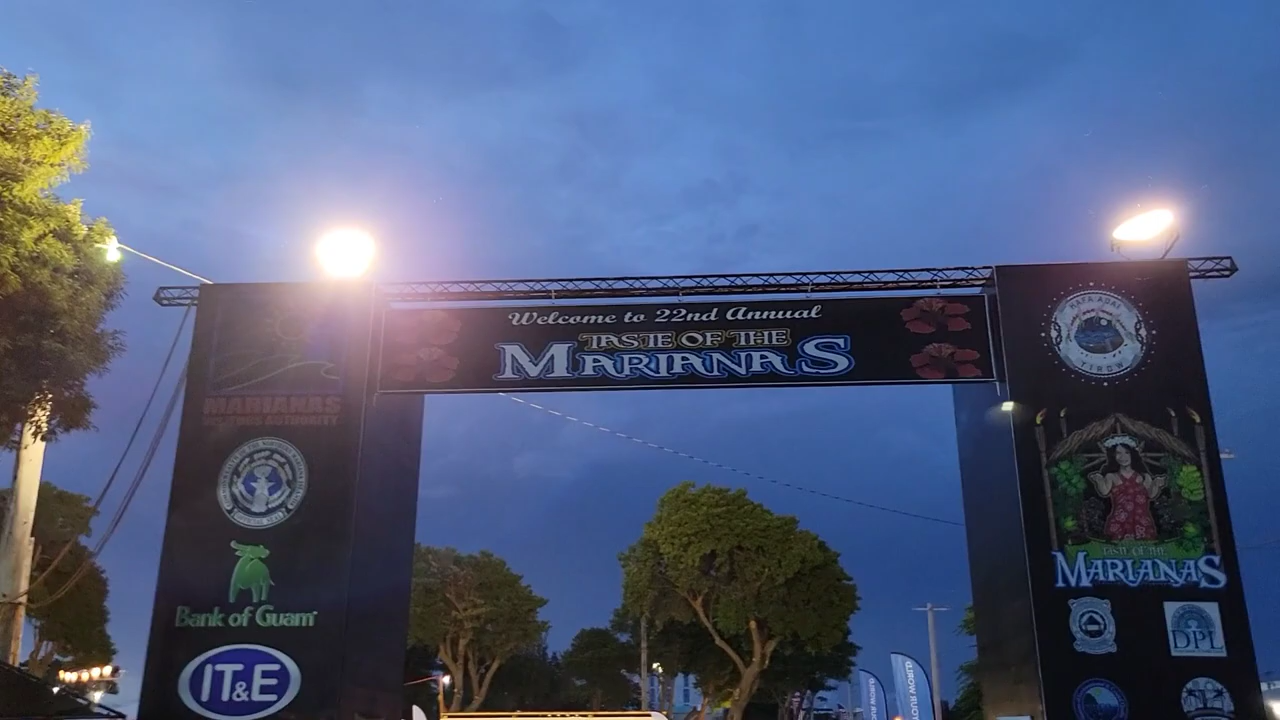 Welcome to 22nd Annual
TASTE OF THE
MARIANAS
MARIANAS
VISITORS AUTHORITY
Bank of Guam
IT&E
HAFA ADAI
TIROW
TASTE OF THE
MARIANAS
DPL